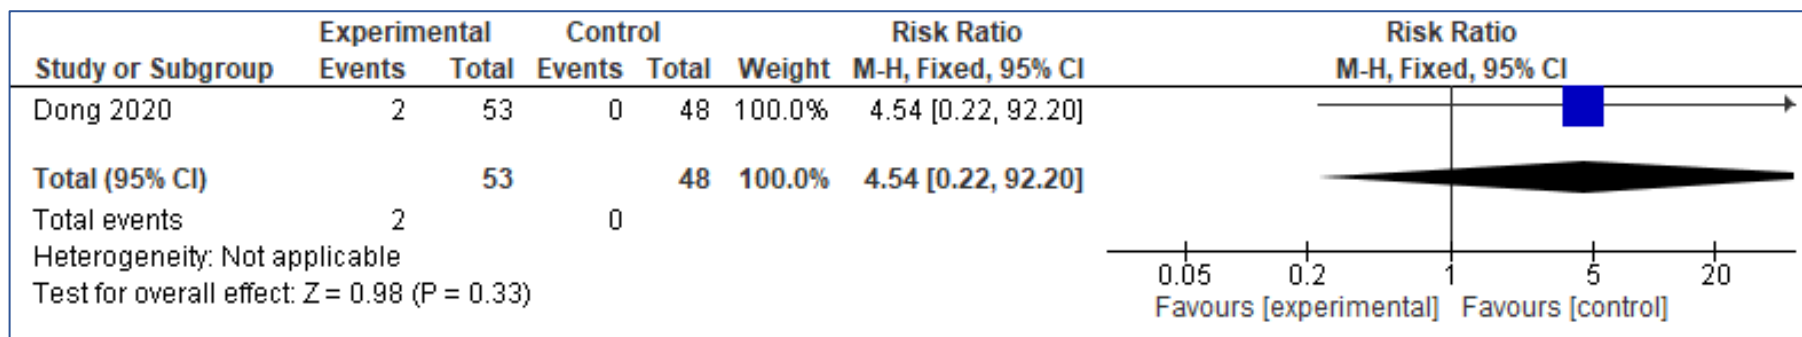 Experimental Control Risk Ratio Risk Ratio
Study or Subgroup Events Total Events Total Weight M-H, Fixed, 95% CI M-H, Fixed, 95% CI
Dong 2020 2 53 0 48 100.0% 4.54 [0.22, 92.20]
Total (95% CI) 53 48 100.0% 4.54 [0.22, 92.20]
Total events 2 0
Heterogeneity: Not applicable
Test for overall effect: Z = 0.98 (P = 0.33)
0.05 0.2 1 5 20
Favours [experimental] Favours [control]